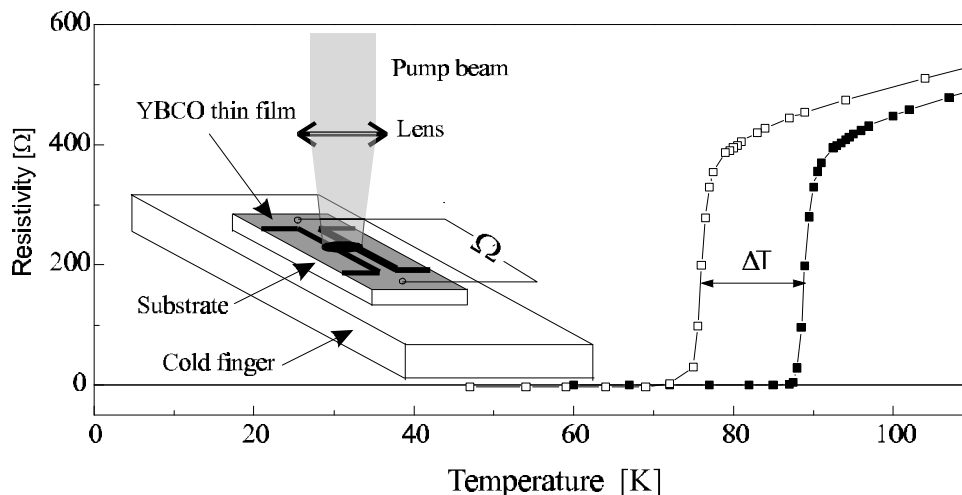 600
400
200
0
Resistivity [Ω]
Pump beam
YBCO thin film
Lens
Ω
ΔT
Substrate
Cold finger
0
20
40
60
80
100
Temperature [K]